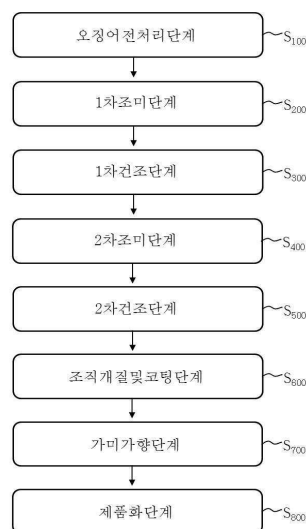 오징어전처리단계 S100
1차조미단계 S200
1차건조단계 S300
2차조미단계 S400
2차건조단계 S500
조직개질및코팅단계 S600
가미가향단계 S700
제품화단계 S800